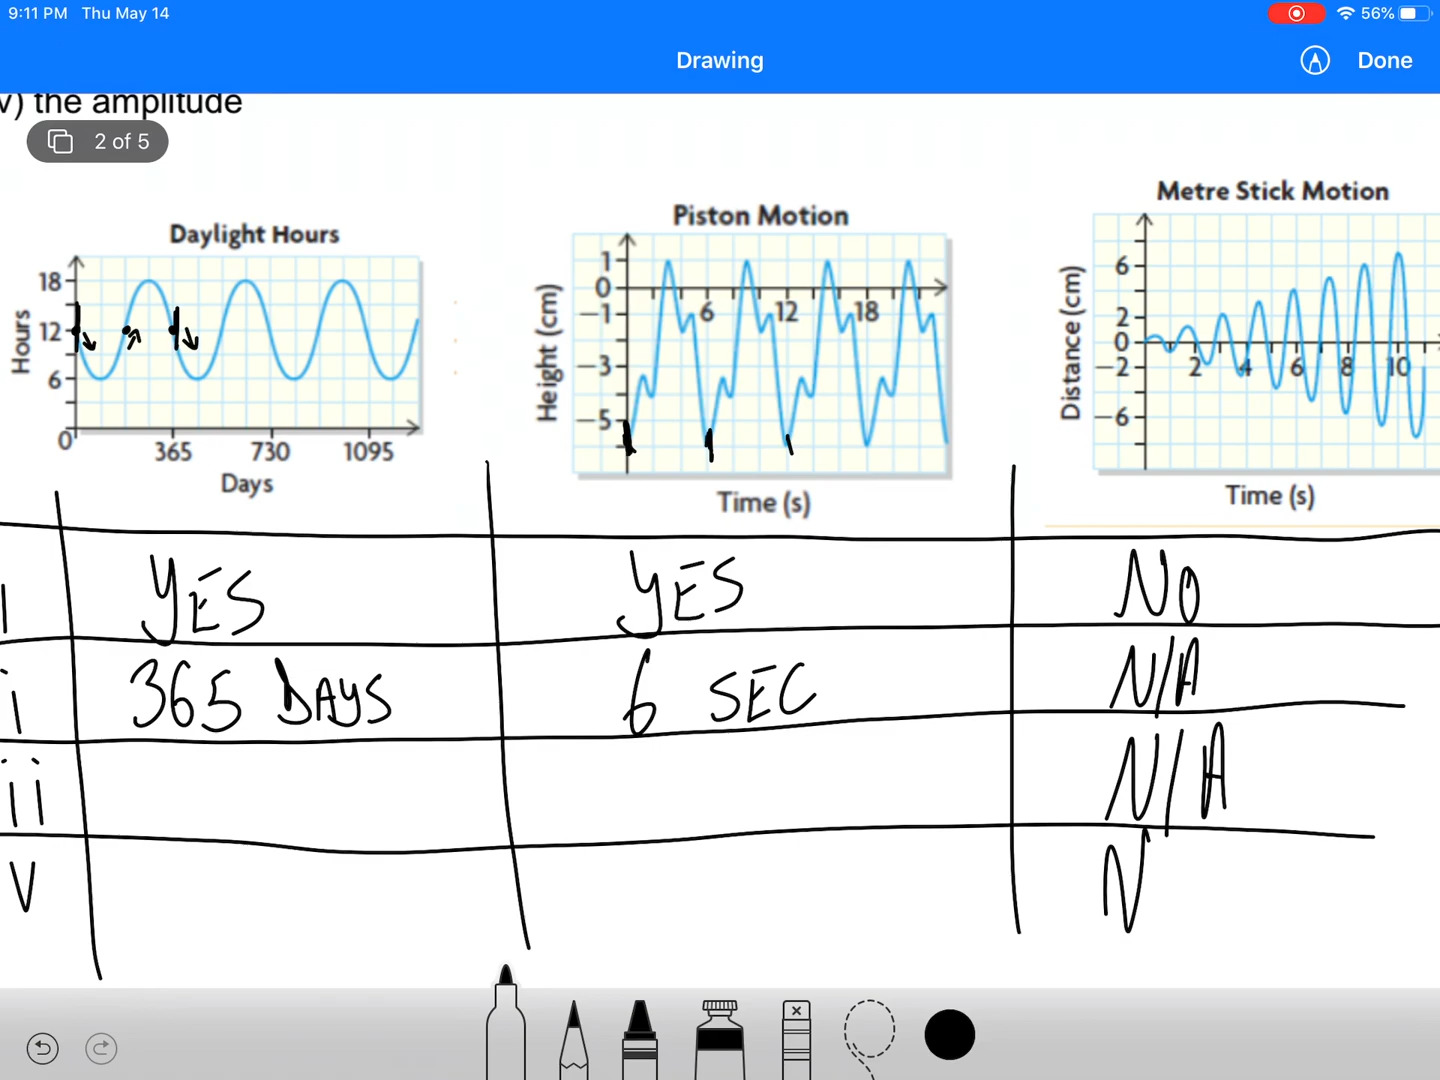 9:11 PM Thu May 14
56%
Drawing
Done
v) the amplitude
2 of 5
Daylight Hours
18
12
6
0
Hours
365 730 1095
Days
Piston Motion
1
0
-1
-3
-5
Height (cm)
6 12 18
Time (s)
Metre Stick Motion
6
2
0
-2
-6
Distance (cm)
2 4 6 8 10
Time (s)
i YES YES NO
i 365 DAYS 6 SEC N/A
ii N/A
v N